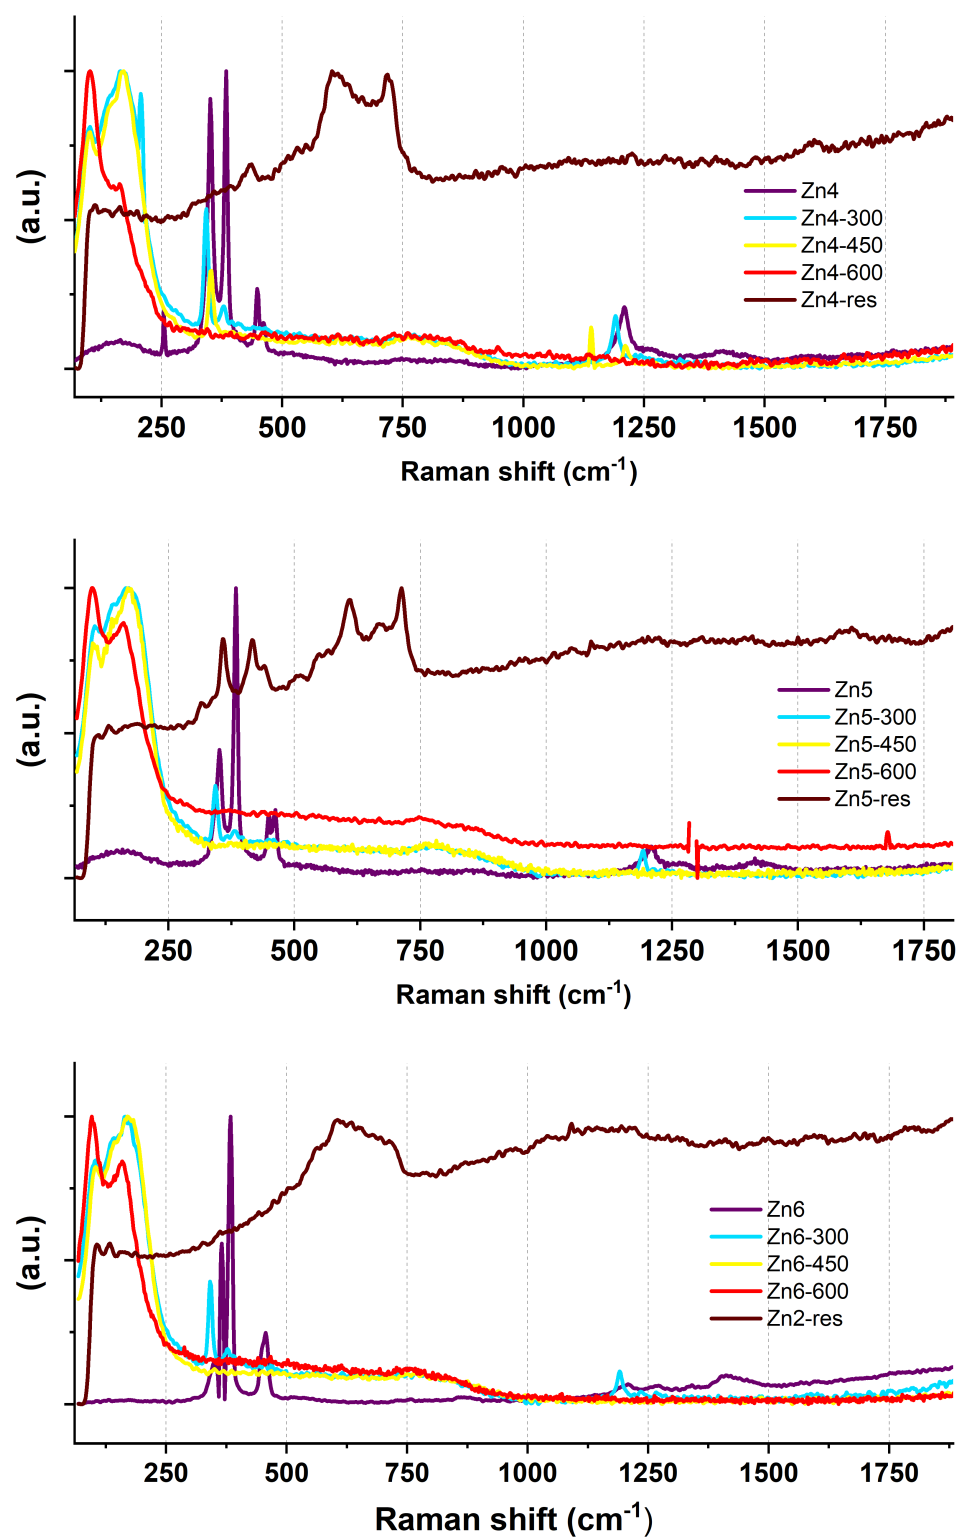 (a.u.)
Zn4
Zn4-300
Zn4-450
Zn4-600
Zn4-res
250 500 750 1000 1250 1500 1750
Raman shift (cm-1)
(a.u.)
Zn5
Zn5-300
Zn5-450
Zn5-600
Zn5-res
250 500 750 1000 1250 1500 1750
Raman shift (cm-1)
(a.u.)
Zn6
Zn6-300
Zn6-450
Zn6-600
Zn2-res
250 500 750 1000 1250 1500 1750
Raman shift (cm-1)